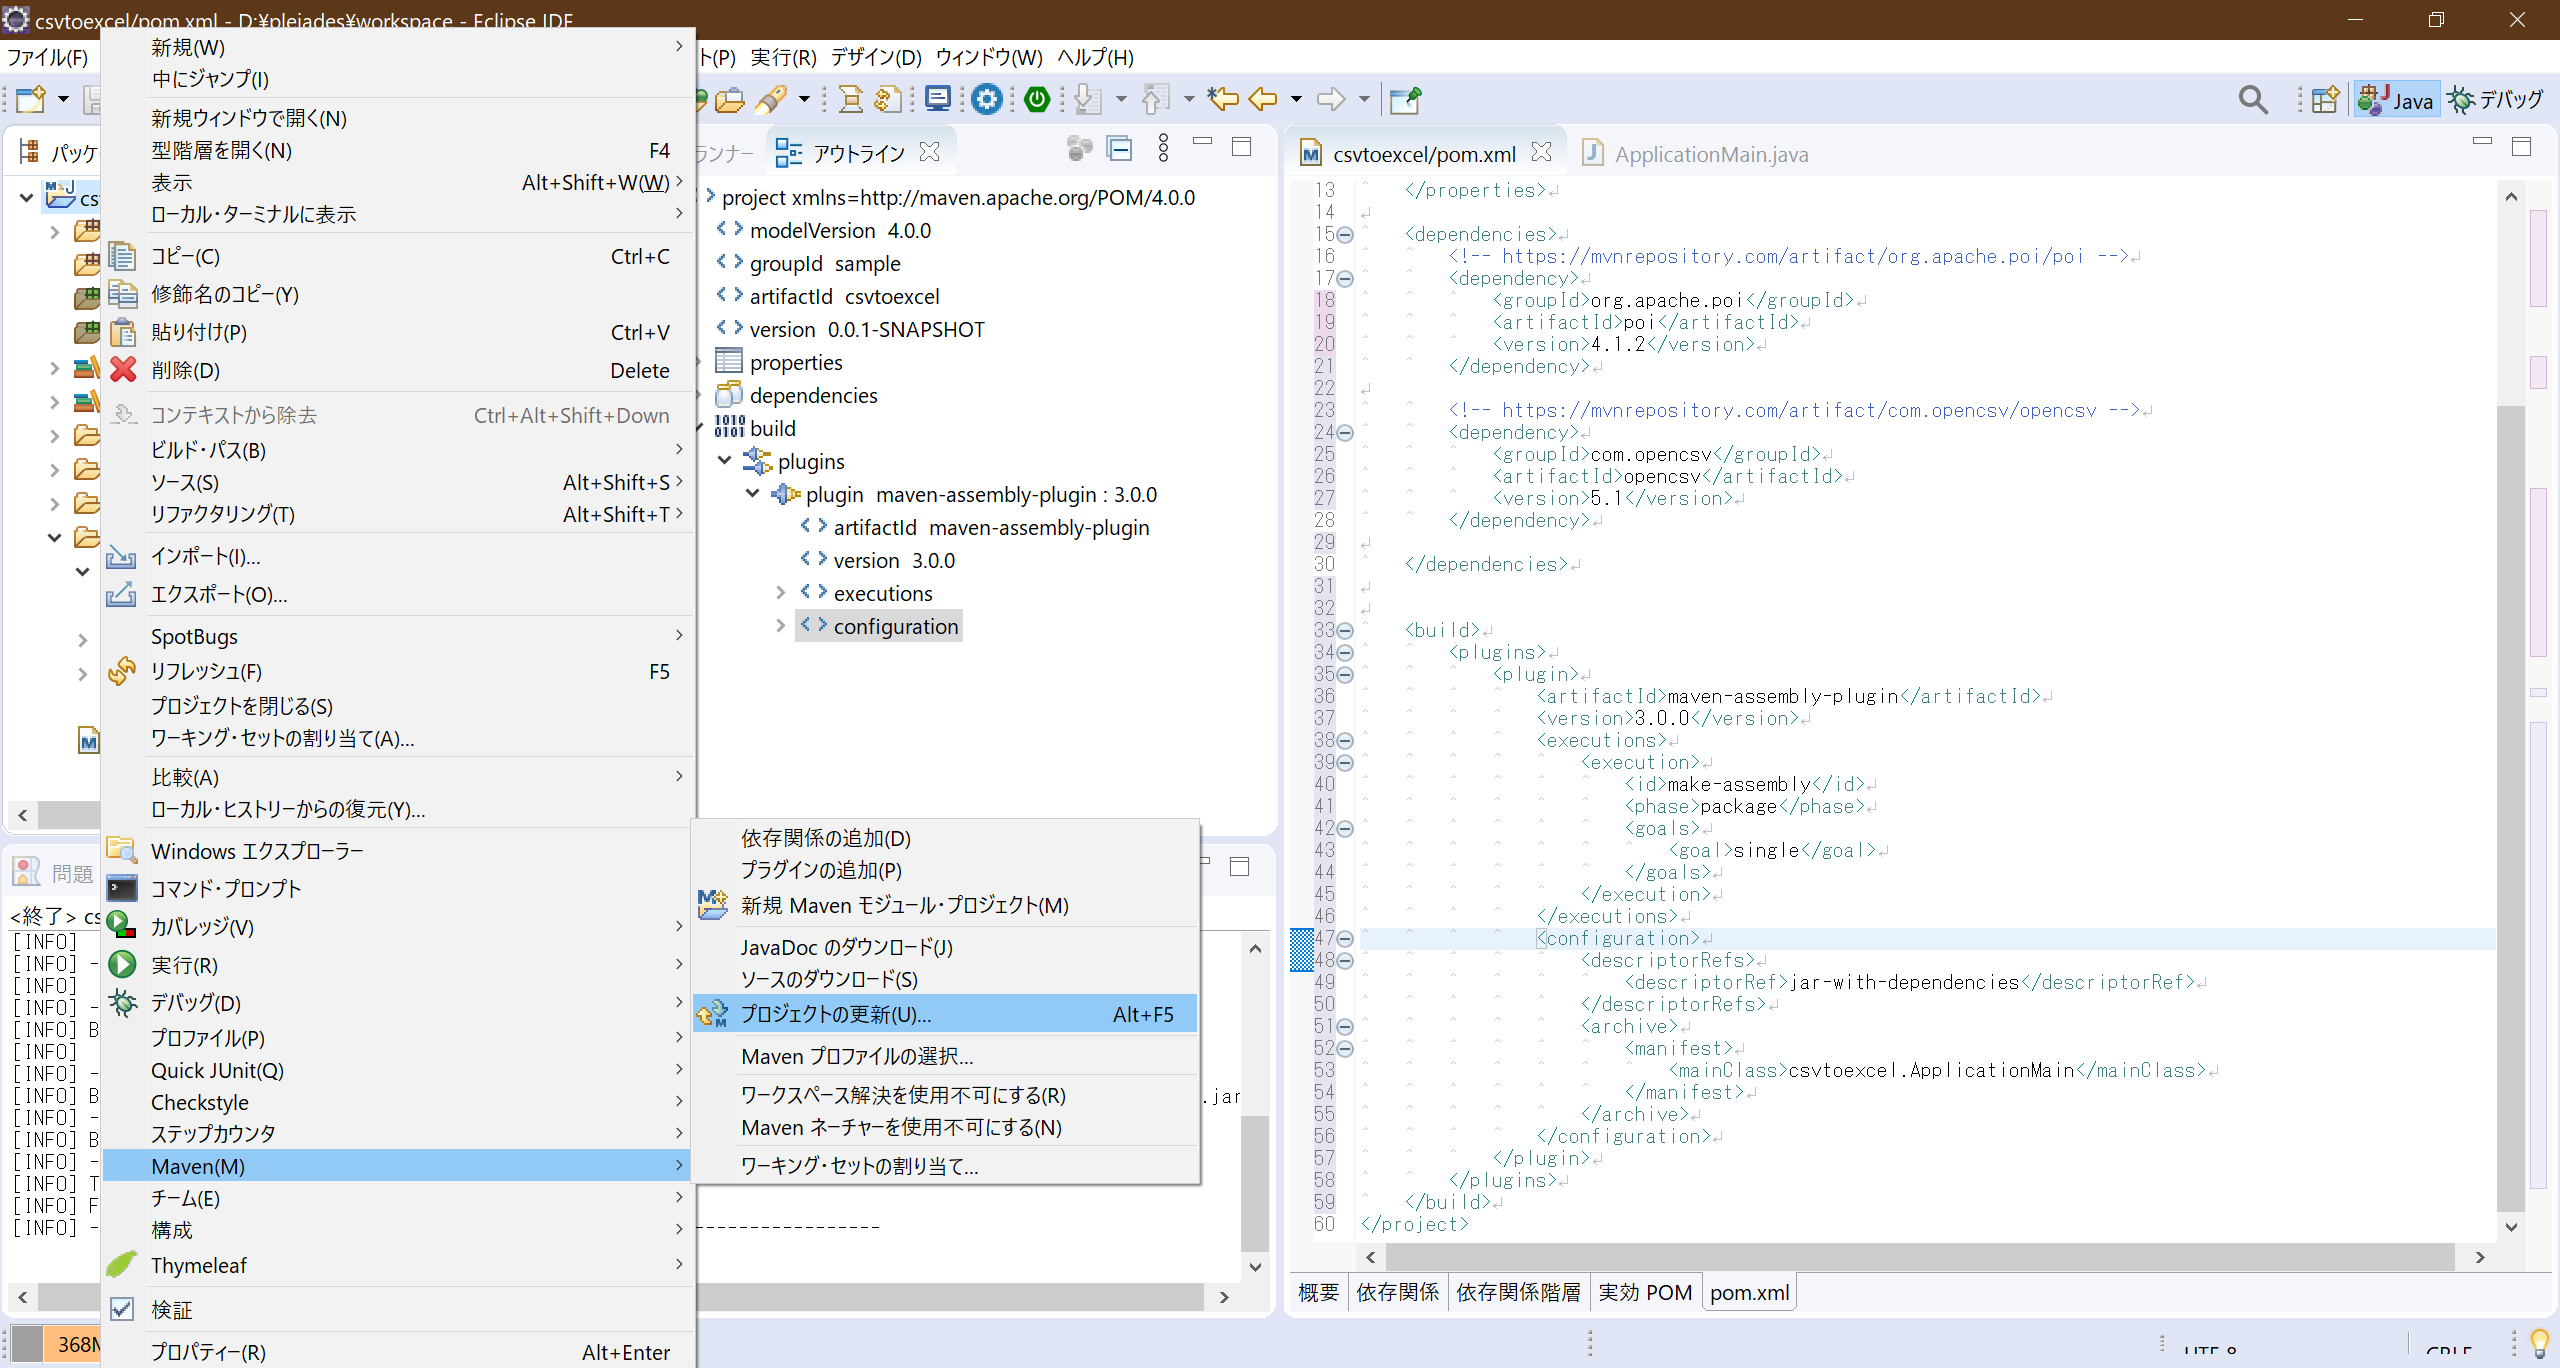 csvtoexcel/pom.xml - D:¥pleiades¥workspace - Eclipse IDE
ファイル(F)
ト(P) 実行(R) デザイン(D) ウィンドウ(W) ヘルプ(H)
Java
デバッグ
パッケ
cs
新規(W)
中にジャンプ(I)
新規ウィンドウで開く(N)
型階層を開く(N) F4
表示 Alt+Shift+W(W)
ローカル・ターミナルに表示
コピー(C) Ctrl+C
修飾名のコピー(Y)
貼り付け(P) Ctrl+V
削除(D) Delete
コンテキストから除去 Ctrl+Alt+Shift+Down
ビルド・パス(B)
ソース(S) Alt+Shift+S
リファクタリング(T) Alt+Shift+T
インポート(I)...
エクスポート(O)...
SpotBugs
リフレッシュ(F) F5
プロジェクトを閉じる(S)
ワーキング・セットの割り当て(A)...
比較(A)
ローカル・ヒストリーからの復元(Y)...
Windows エクスプローラー
コマンド・プロンプト
カバレッジ(V)
実行(R)
デバッグ(D)
プロファイル(P)
Quick JUnit(Q)
Checkstyle
ステップカウンタ
Maven(M)
チーム(E)
構成
Thymeleaf
検証
プロパティー(R) Alt+Enter
依存関係の追加(D)
プラグインの追加(P)
新規 Maven モジュール・プロジェクト(M)
JavaDoc のダウンロード(J)
ソースのダウンロード(S)
プロジェクトの更新(U)... Alt+F5
Maven プロファイルの選択...
ワークスペース解決を使用不可にする(R)
Maven ネーチャーを使用不可にする(N)
ワーキング・セットの割り当て...
ランナー
アウトライン
project xmlns=http://maven.apache.org/POM/4.0.0
modelVersion 4.0.0
groupId sample
artifactId csvtoexcel
version 0.0.1-SNAPSHOT
properties
dependencies
build
plugins
plugin maven-assembly-plugin : 3.0.0
artifactId maven-assembly-plugin
version 3.0.0
executions
configuration
問題
<終了> cs
[INFO]
[INFO] -
[INFO]
[INFO] -
[INFO] B
[INFO]
[INFO] -
[INFO] B .jar
[INFO] -
[INFO] B
[INFO] -
[INFO] T
[INFO] F
[INFO] - -----------------
csvtoexcel/pom.xml
ApplicationMain.java
13 </properties>
14
15 <dependencies>
16 <!-- https://mvnrepository.com/artifact/org.apache.poi/poi -->
17 <dependency>
18 <groupId>org.apache.poi</groupId>
19 <artifactId>poi</artifactId>
20 <version>4.1.2</version>
21 </dependency>
22
23 <!-- https://mvnrepository.com/artifact/com.opencsv/opencsv -->
24 <dependency>
25 <groupId>com.opencsv</groupId>
26 <artifactId>opencsv</artifactId>
27 <version>5.1</version>
28 </dependency>
29
30 </dependencies>
31
32
33 <build>
34 <plugins>
35 <plugin>
36 <artifactId>maven-assembly-plugin</artifactId>
37 <version>3.0.0</version>
38 <executions>
39 <execution>
40 <id>make-assembly</id>
41 <phase>package</phase>
42 <goals>
43 <goal>single</goal>
44 </goals>
45 </execution>
46 </executions>
47 <configuration>
48 <descriptorRefs>
49 <descriptorRef>jar-with-dependencies</descriptorRef>
50 </descriptorRefs>
51 <archive>
52 <manifest>
53 <mainClass>csvtoexcel.ApplicationMain</mainClass>
54 </manifest>
55 </archive>
56 </configuration>
57 </plugin>
58 </plugins>
59 </build>
60 </project>
概要 依存関係 依存関係階層 実効 POM pom.xml
368M
UTF-8
CRLF